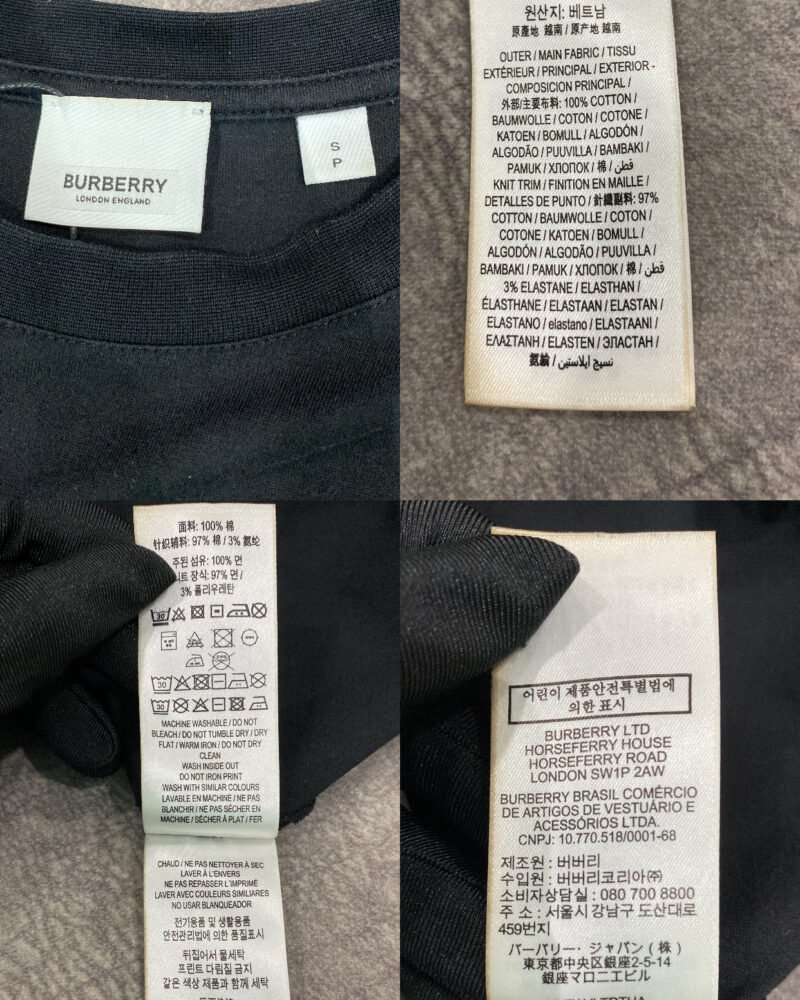 BURBERRY
LONDON ENGLAND
S
P
원산지: 베트남
原產地 越南 / 原产地 越南
OUTER / MAIN FABRIC / TISSU
EXTÉRIEUR / PRINCIPAL / EXTERIOR -
COMPOSICION PRINCIPAL /
外部/主要布料: 100% COTTON /
BAUMWOLLE / COTON / COTONE /
KATOEN / BOMULL / ALGODÓN /
ALGODÃO / PUUVILLA / BAMBAKI /
PAMUK / ХЛОПОК / 棉 / قطن /
KNIT TRIM / FINITION EN MAILLE /
DETALLES DE PUNTO / 針織副料: 97%
COTTON / BAUMWOLLE / COTON /
COTONE / KATOEN / BOMULL /
ALGODÓN / ALGODÃO / PUUVILLA /
BAMBAKI / PAMUK / ХЛОПОК / 棉 / قطن /
3% ELASTANE / ELASTHAN /
ÉLASTHANE / ELASTAAN / ELASTAN /
ELASTANO / elastano / ELASTAANI /
ΕΛΑΣΤΑΝΗ / ELASTEN / ЭЛАСТАН /
氨綸 / نسيج ايلاستين
面料: 100% 棉
针织辅料: 97% 棉 / 3% 氨纶
주된 섬유: 100% 면
트 장식: 97% 면 /
3% 폴리우레탄
30
30
30
MACHINE WASHABLE / DO NOT
BLEACH / DO NOT TUMBLE DRY / DRY
FLAT / WARM IRON / DO NOT DRY
CLEAN
WASH INSIDE OUT
DO NOT IRON PRINT
WASH WITH SIMILAR COLOURS
LAVABLE EN MACHINE / NE PAS
BLANCHIR / NE PAS SÉCHER EN
MACHINE / SÉCHER À PLAT / FER
CHAUD / NE PAS NETTOYER À SEC
LAVER À L'ENVERS
NE PAS REPASSER L'IMPRIMÉ
LAVER AVEC COULEURS SIMILAIRES
NO USAR BLANQUEADOR
전기용품 및 생활용품
안전관리법에 의한 품질표시
뒤집어서 물세탁
프린트 다림질 금지
같은 색상 제품과 함께 세탁
어린이 제품안전특별법에
의한 표시
BURBERRY LTD
HORSEFERRY HOUSE
HORSEFERRY ROAD
LONDON SW1P 2AW
BURBERRY BRASIL COMÉRCIO
DE ARTIGOS DE VESTUÁRIO E
ACESSÓRIOS LTDA.
CNPJ: 10.770.518/0001-68
제조원 : 버버리
수입원 : 버버리코리아㈜
소비자상담실 : 080 700 8800
주 소 : 서울시 강남구 도산대로
459번지
バーバリー・ジャパン ( 株 )
東京都中央区銀座2-5-14
銀座マロニエビル